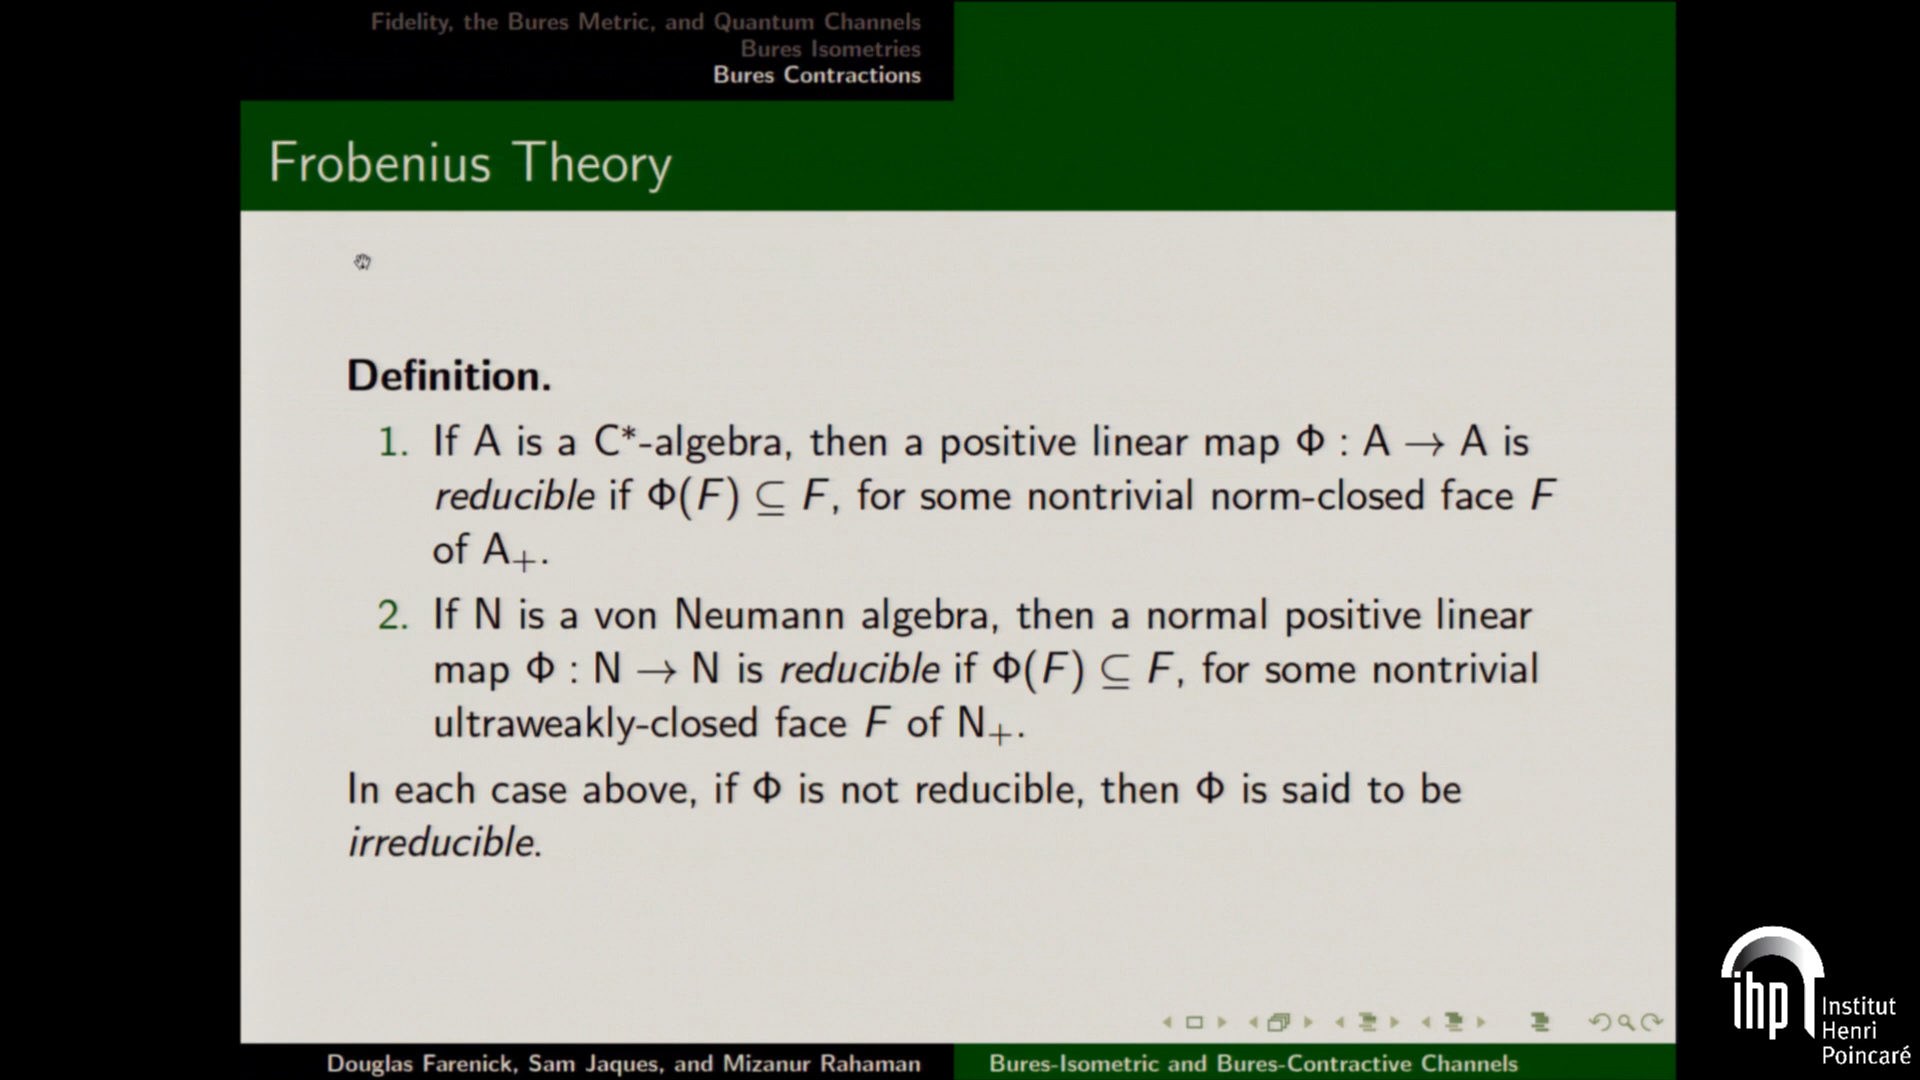 Fidelity, the Bures Metric, and Quantum Channels
Bures Isometries
Bures Contractions
Frobenius Theory
Definition.
1. If A is a C*-algebra, then a positive linear map Φ : A → A is
reducible if Φ(F) ⊆ F, for some nontrivial norm-closed face F
of A₊.
2. If N is a von Neumann algebra, then a normal positive linear
map Φ : N → N is reducible if Φ(F) ⊆ F, for some nontrivial
ultraweakly-closed face F of N₊.
In each case above, if Φ is not reducible, then Φ is said to be
irreducible.
Douglas Farenick, Sam Jaques, and Mizanur Rahaman
Bures-Isometric and Bures-Contractive Channels
ihp
Institut
Henri
Poincaré